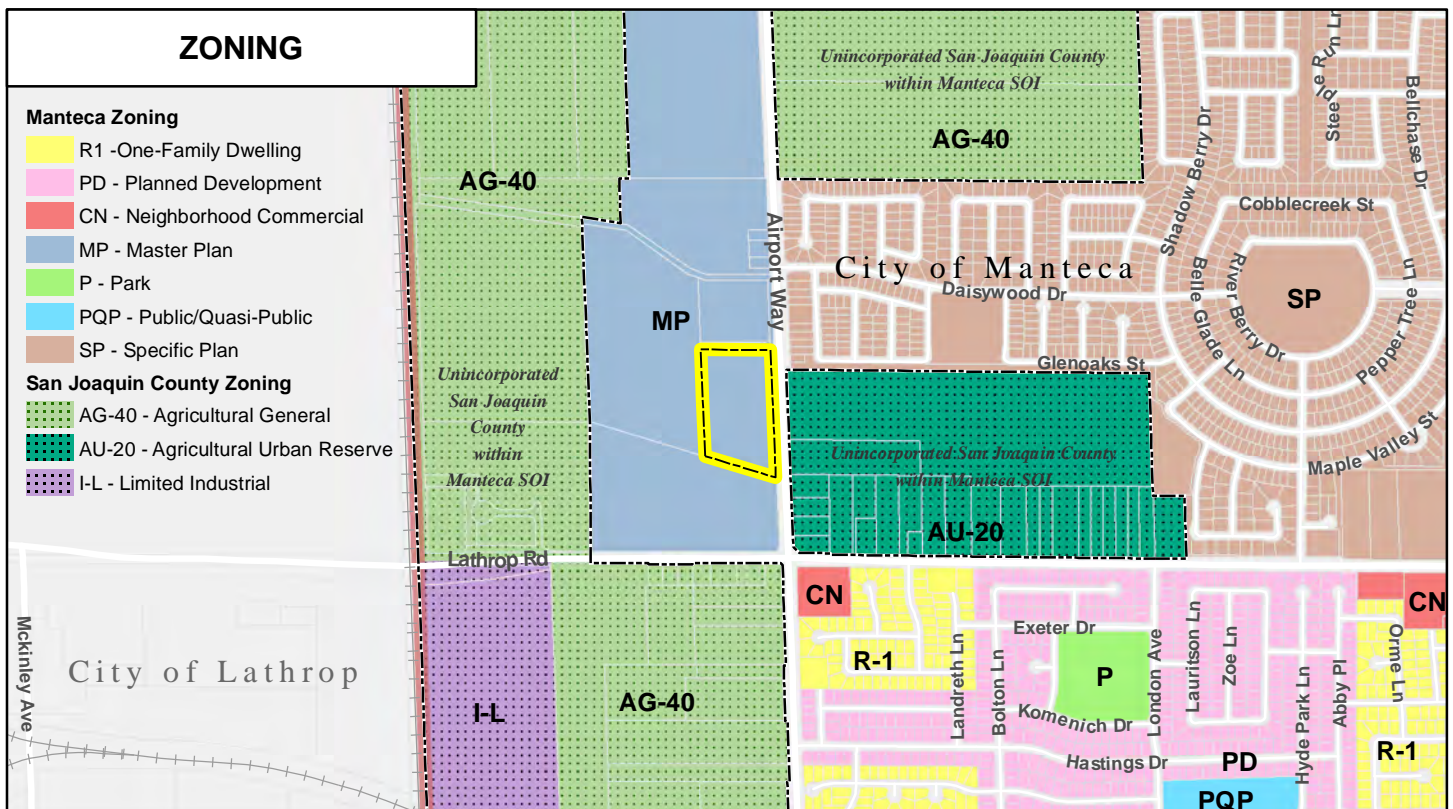 ZONING
Manteca Zoning
R1 -One-Family Dwelling
PD - Planned Development
CN - Neighborhood Commercial
MP - Master Plan
P - Park
PQP - Public/Quasi-Public
SP - Specific Plan
San Joaquin County Zoning
AG-40 - Agricultural General
AU-20 - Agricultural Urban Reserve
I-L - Limited Industrial
Unincorporated San Joaquin County
within Manteca SOI
AG-40
AG-40
Steeple Run Ln
Bellchase Dr
Shadow Berry Dr
Cobblecreek St
Airport Way
City of Manteca
Daisywood Dr
Belle Glade Ln
River Berry Dr
SP
Pepper Tree Ln
MP
Glenoaks St
Maple Valley St
Unincorporated
San Joaquin
County
within
Manteca SOI
Unincorporated San Joaquin County
within Manteca SOI
AU-20
Lathrop Rd
Mckinley Ave
City of Lathrop
I-L
AG-40
CN
R-1
Landreth Ln
Bolton Ln
Exeter Dr
P
Komenich Dr
London Ave
Lauritson Ln
Zoe Ln
Hyde Park Ln
Abby Pl
Orme Ln
CN
R-1
Hastings Dr
PD
PQP